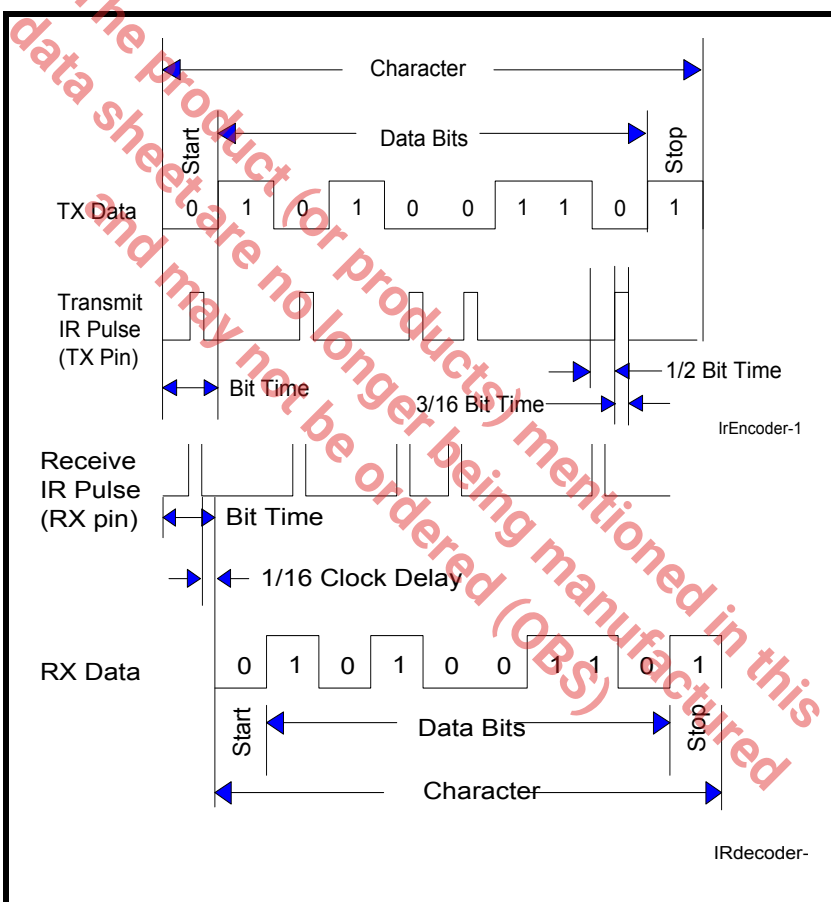 The product (or products) mentioned in this
data sheet are no longer being manufactured
and may not be ordered (OBS)
Character
Start
Data Bits
Stop
TX Data
0 1 0 1 0 0 1 1 0 1
Transmit
IR Pulse
(TX Pin)
Bit Time
1/2 Bit Time
3/16 Bit Time
IrEncoder-1
Receive
IR Pulse
(RX pin)
Bit Time
1/16 Clock Delay
RX Data
0 1 0 1 0 0 1 1 0 1
Start
Data Bits
Stop
Character
IRdecoder-